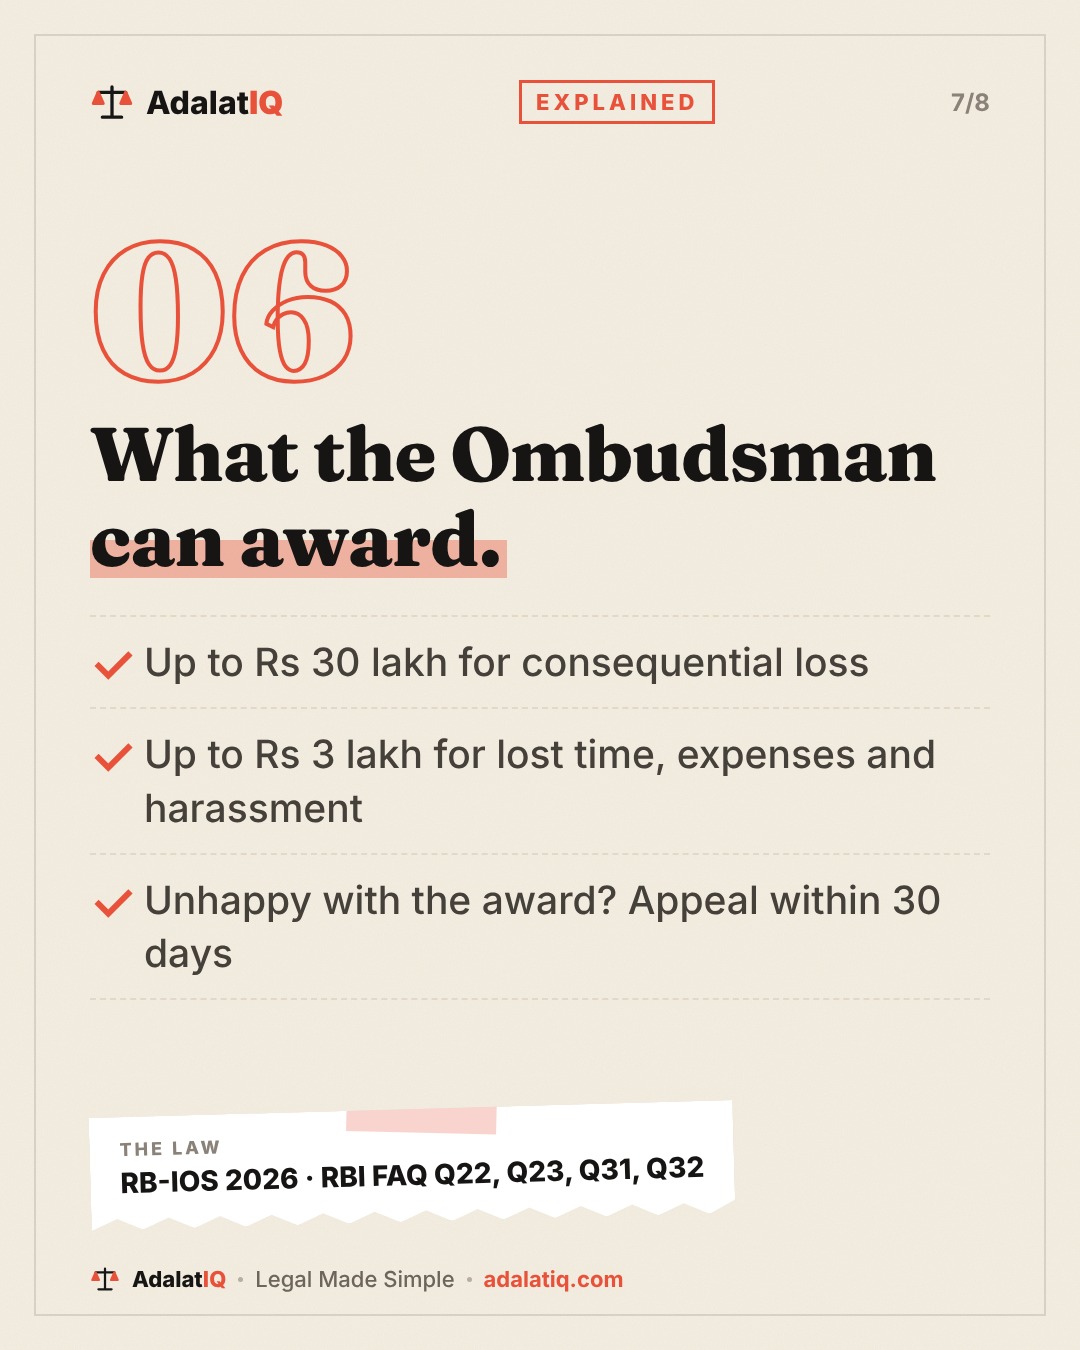 AdalatIQ
EXPLAINED
7/8
06
What the Ombudsman
can award.
Up to Rs 30 lakh for consequential loss
Up to Rs 3 lakh for lost time, expenses and
harassment
Unhappy with the award? Appeal within 30
days
THE LAW
RB-IOS 2026 · RBI FAQ Q22, Q23, Q31, Q32
AdalatIQ • Legal Made Simple • adalatiq.com